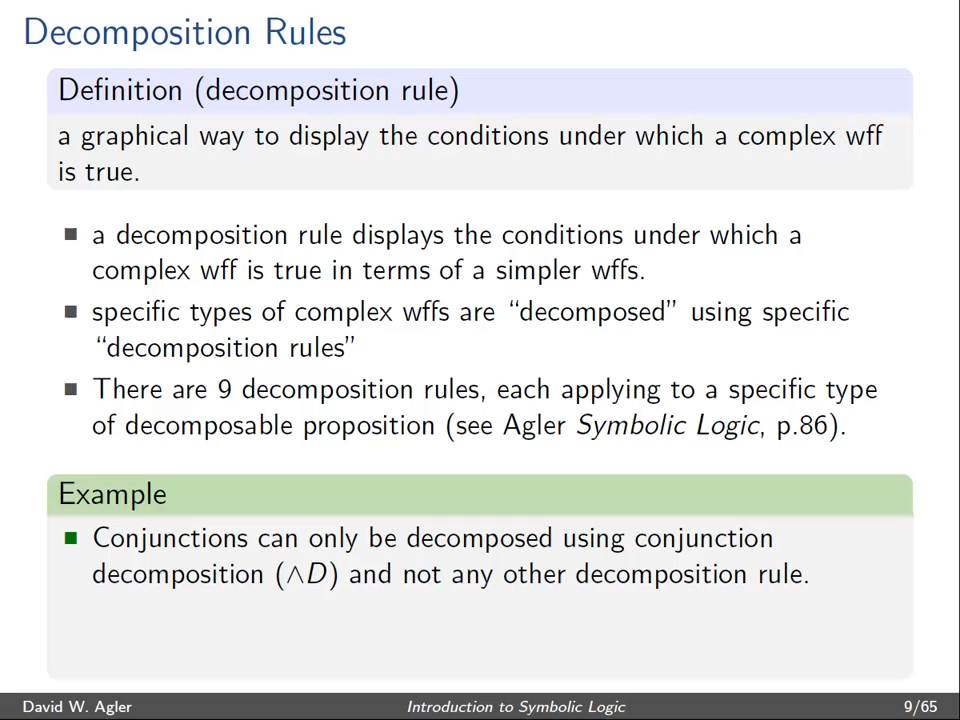 Decomposition Rules
Definition (decomposition rule)
a graphical way to display the conditions under which a complex wff
is true.
■ a decomposition rule displays the conditions under which a
complex wff is true in terms of a simpler wffs.
■ specific types of complex wffs are “decomposed” using specific
“decomposition rules”
■ There are 9 decomposition rules, each applying to a specific type
of decomposable proposition (see Agler Symbolic Logic, p.86).
Example
■ Conjunctions can only be decomposed using conjunction
decomposition (∧D) and not any other decomposition rule.
David W. Agler Introduction to Symbolic Logic 9/65